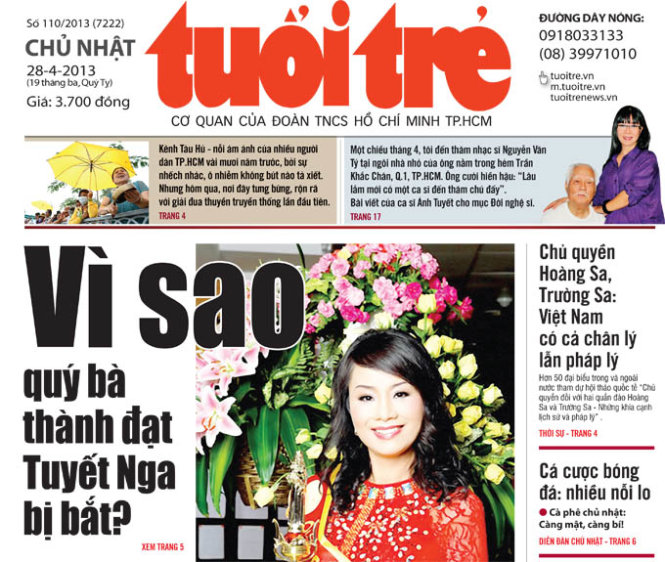 Số 110/2013 (7222)
CHỦ NHẬT
28-4-2013
(19 tháng ba, Quý Tỵ)
Giá: 3.700 đồng
tuổi trẻ
CƠ QUAN CỦA ĐOÀN TNCS HỒ CHÍ MINH TP.HCM
ĐƯỜNG DÂY NÓNG:
0918033133
(08) 39971010
tuoitre.vn
m.tuoitre.vn
tuoitrenews.vn
Kênh Tàu Hủ - nỗi ám ảnh của nhiều người
dân TP.HCM vài mươi năm trước, bởi sự
nhếch nhác, ô nhiễm không bút nào tả xiết.
Nhưng hôm qua, nơi đây tưng bừng, rộn rã
với giải đua thuyền truyền thống lần đầu tiên.
TRANG 4
Một chiều tháng 4, tôi đến thăm nhạc sĩ Nguyễn Văn
Tý tại ngôi nhà nhỏ của ông nằm trong hẻm Trần
Khắc Chân, Q.1, TP.HCM. Ông cười hiền hậu: "Lâu
lắm mới có một ca sĩ đến thăm chú đấy".
Bài viết của ca sĩ Ánh Tuyết cho mục Đời nghệ sĩ.
TRANG 17
Vì sao
quý bà
thành đạt
Tuyết Nga
bị bắt?
XEM TRANG 5
Chủ quyền
Hoàng Sa,
Trường Sa:
Việt Nam
có cả chân lý
lẫn pháp lý
Hơn 50 đại biểu trong và ngoài
nước tham dự hội thảo quốc tế "Chủ
quyền đối với hai quần đảo Hoàng
Sa và Trường Sa - Những khía cạnh
lịch sử và pháp lý".
THỜI SỰ - TRANG 4
Cá cược bóng
đá: nhiều nỗi lo
● Cà phê chủ nhật:
Càng mật, càng bí!
DIỄN ĐÀN CHỦ NHẬT - TRANG 6